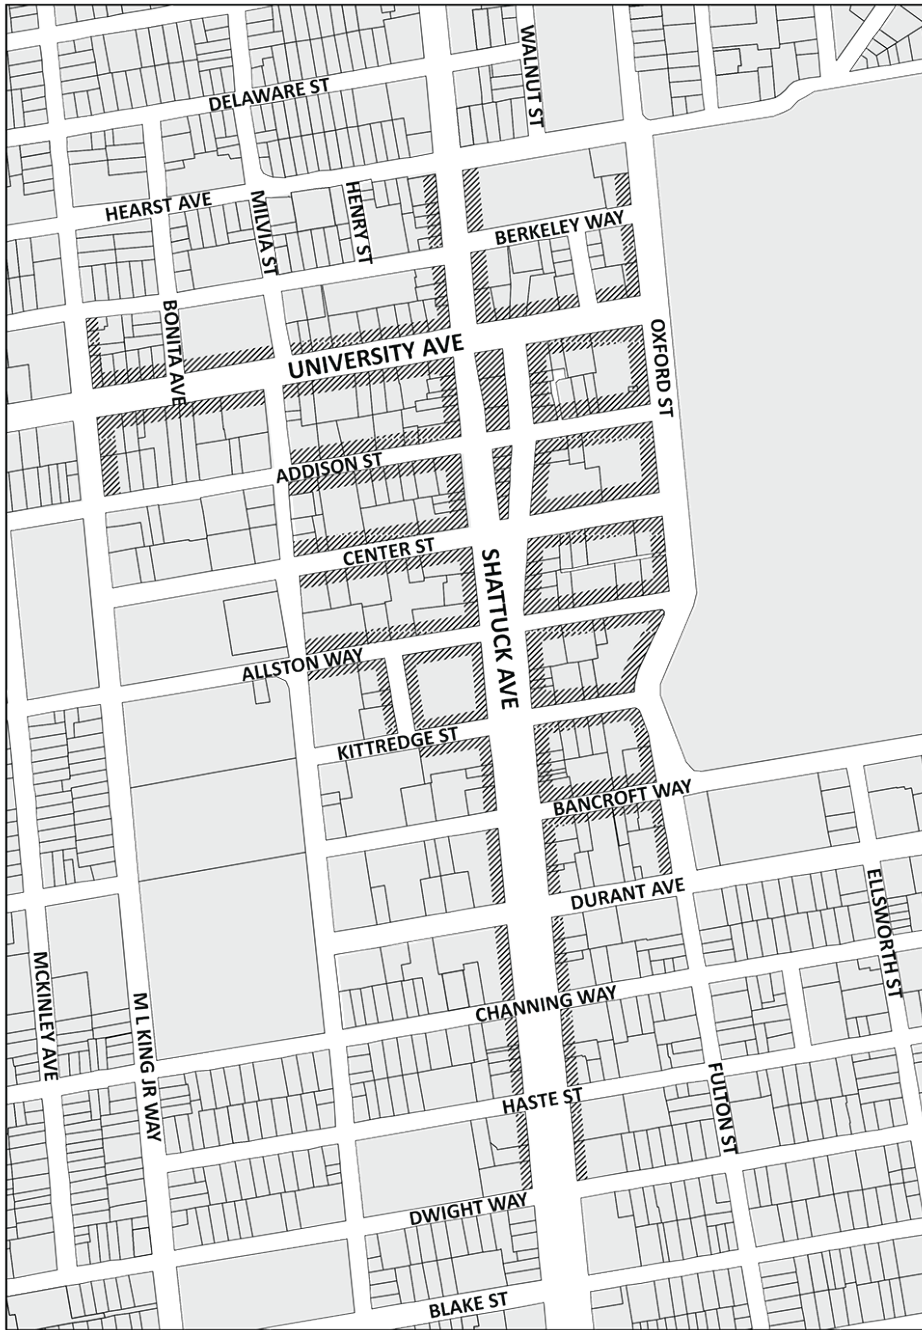 WALNUT ST
DELAWARE ST
HEARST AVE
MILVIA ST
HENRY ST
BERKELEY WAY
BONITA AVE
UNIVERSITY AVE
OXFORD ST
ADDISON ST
CENTER ST
SHATTUCK AVE
ALLSTON WAY
KITTREDGE ST
BANCROFT WAY
DURANT AVE
ELLSWORTH ST
MCKINLEY AVE
M L KING JR WAY
CHANNING WAY
HASTE ST
FULTON ST
DWIGHT WAY
BLAKE ST